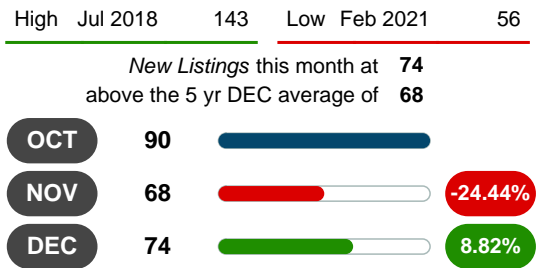 High Jul 2018 143 Low Feb 2021 56
New Listings this month at 74
above the 5 yr DEC average of 68
OCT 90
NOV 68 -24.44%
DEC 74 8.82%